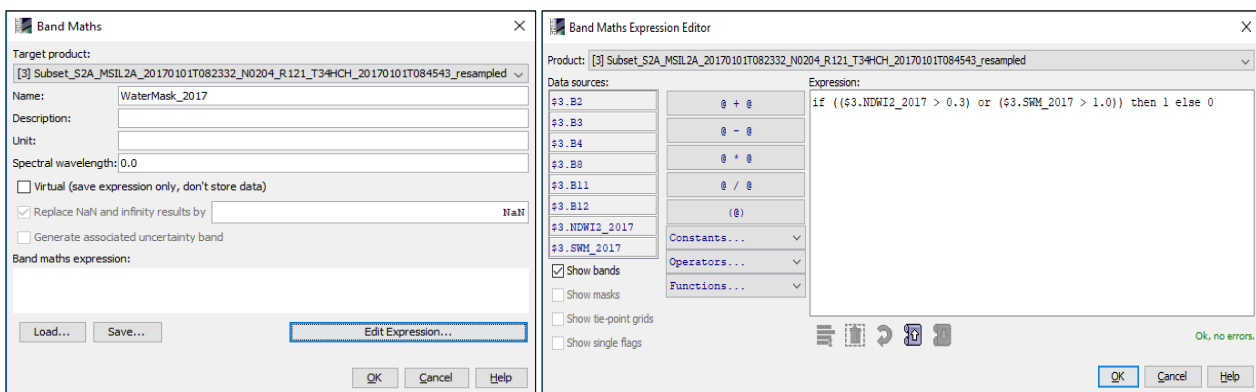 Band Maths
Target product:
[3] Subset_S2A_MSIL2A_20170101T082332_N0204_R121_T34HCH_20170101T084543_resampled
Name: WaterMask_2017
Description:
Unit:
Spectral wavelength: 0.0
Virtual (save expression only, don't store data)
Replace NaN and infinity results by NaN
Generate associated uncertainty band
Band maths expression:
Load... Save... Edit Expression...
OK Cancel Help
Band Maths Expression Editor
Product: [3] Subset_S2A_MSIL2A_20170101T082332_N0204_R121_T34HCH_20170101T084543_resampled
Data sources: Expression:
$3.B2 @ + @ if (($3.NDWI2_2017 > 0.3) or ($3.SWM_2017 > 1.0)) then 1 else 0
$3.B3
$3.B4 @ - @
$3.B8 @ * @
$3.B11 @ / @
$3.B12 (@)
$3.NDWI2_2017 Constants...
$3.SWM_2017 Operators...
Show bands Functions...
Show masks
Show tie-point grids
Show single flags Ok, no errors.
OK Cancel Help